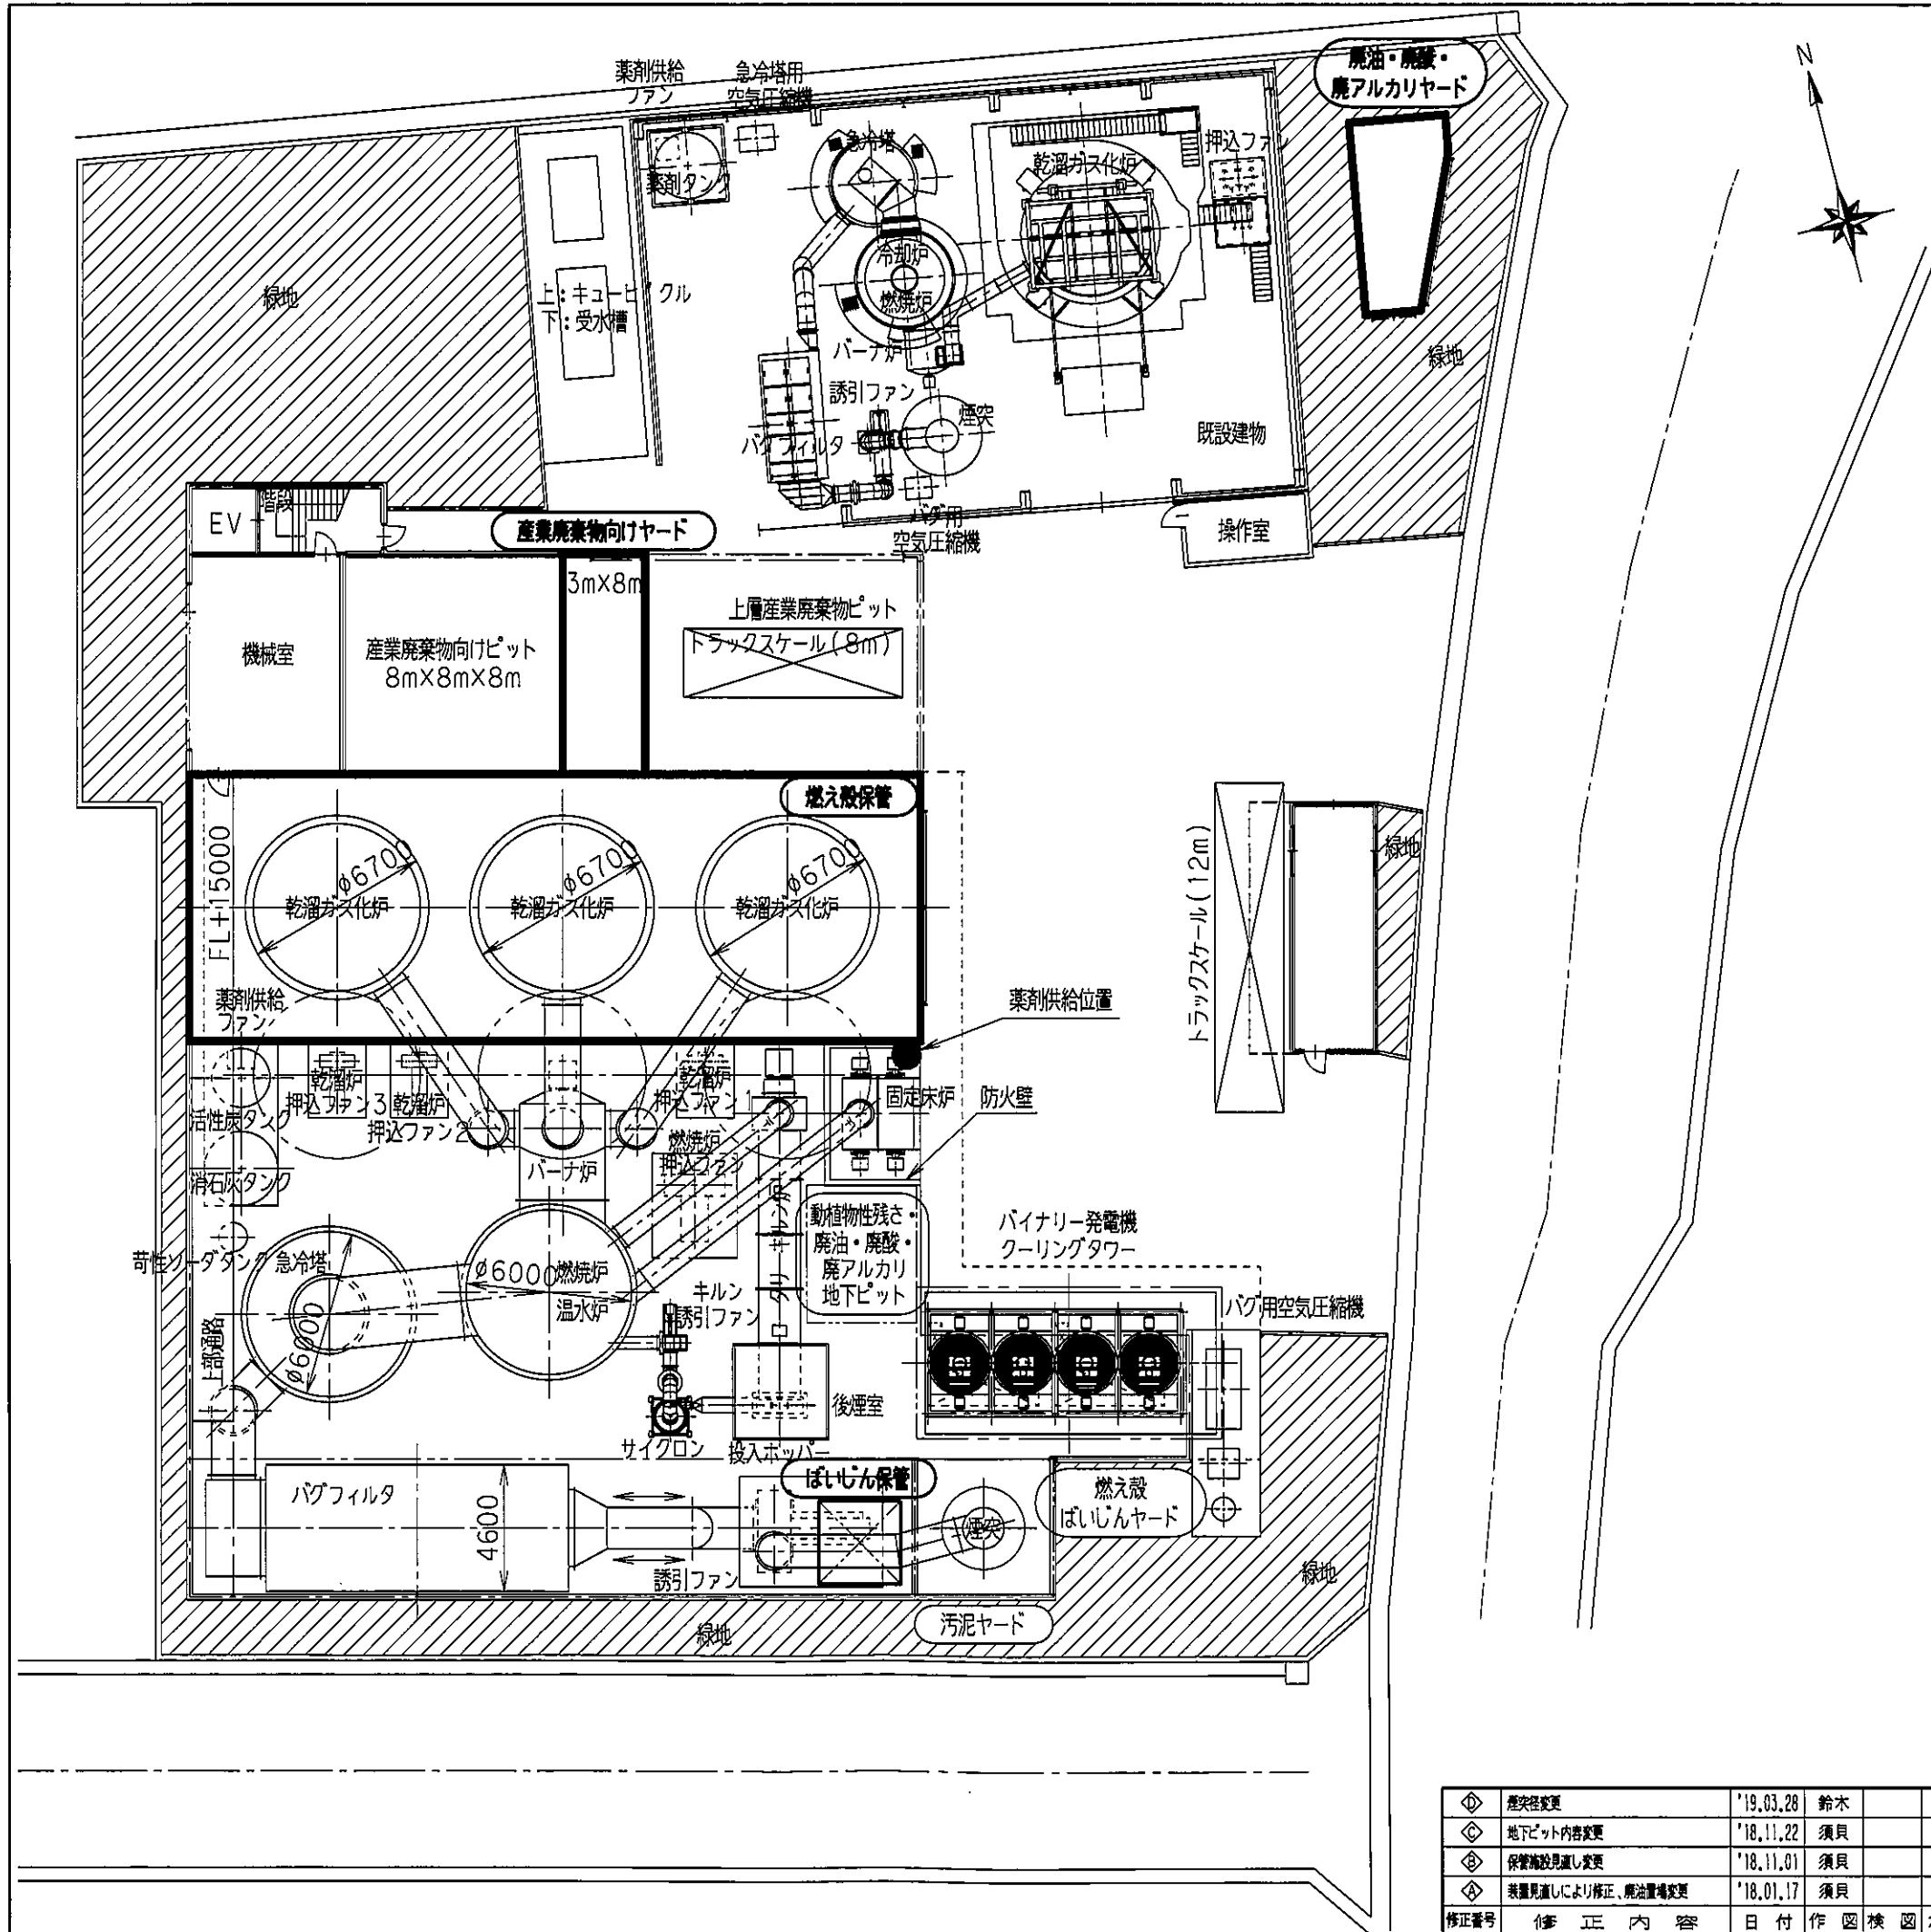 廃油・廃酸・
廃アルカリヤード
N
薬剤供給
ファン
急冷塔用
空気圧縮機
急冷塔
薬剤タンク
乾溜ガス化炉
押込ファン
冷却炉
燃焼炉
緑地
上：キュービクル
下：受水槽
バーナ炉
誘引ファン
煙突
緑地
バグフィルタ
既設建物
階段
EV
産業廃棄物向けヤード
バグ用
空気圧縮機
操作室
3m×8m
上層産業廃棄物ピット
トラックスケール(8m)
機械室
産業廃棄物向けピット
8m×8m×8m
燃え殻保管
FL+15000
φ6700
φ6700
φ6700
乾溜ガス化炉
乾溜ガス化炉
乾溜ガス化炉
トラックスケール(12m)
緑地
薬剤供給
ファン
薬剤供給位置
乾溜炉
押込ファン3
乾溜炉
押込ファン2
乾溜炉
押込ファン1
固定床炉
防火壁
活性炭タンク
燃焼炉
押込ファン
バーナ炉
消石灰タンク
ロータリーキルン炉
動植物性残さ・
廃油・廃酸・
廃アルカリ
地下ピット
バイナリー発電機
クーリングタワー
苛性ソーダタンク
急冷塔
φ6000
燃焼炉
温水炉
φ6000
キルン
誘引ファン
バグ用空気圧縮機
上部通路
後煙室
サイクロン
投入ホッパー
ばいじん保管
バグフィルタ
4600
燃え殻
ばいじんヤード
煙突
誘引ファン
緑地
汚泥ヤード
緑地
D 煙突径変更 '19.03.28 鈴木
C 地下ピット内容変更 '18.11.22 須貝
B 保管施設見直し変更 '18.11.01 須貝
A 装置見直しにより修正、廃油置場変更 '18.01.17 須貝
修正番号 修正内容 日付 作図 検図